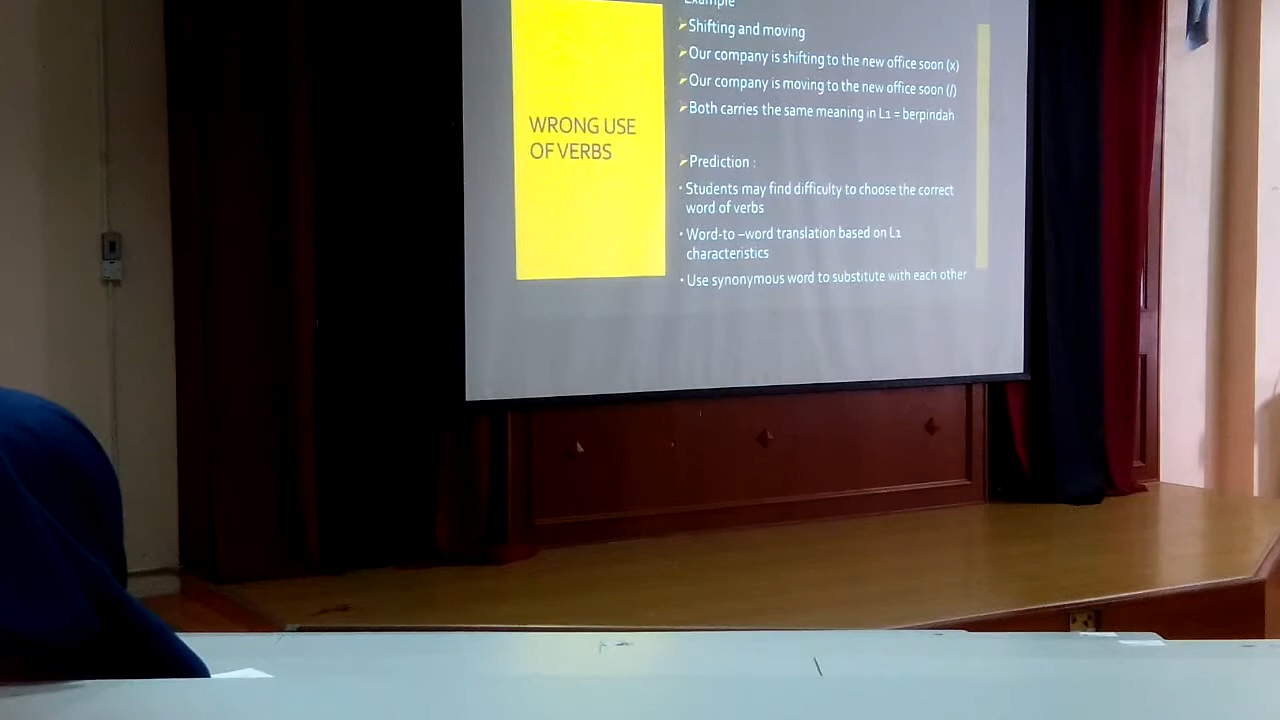 WRONG USE
OF VERBS
Example
Shifting and moving
Our company is shifting to the new office soon (x)
Our company is moving to the new office soon (/)
Both carries the same meaning in L1 = berpindah
Prediction :
Students may find difficulty to choose the correct
word of verbs
Word-to –word translation based on L1
characteristics
Use synonymous word to substitute with each other